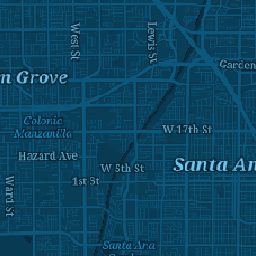 West St
Lewis St
Garden
n Grove
Colonia
Manzanillo
W 17th St
Hazard Ave
W 5th St
Santa An
1st St
Ward St
Santa Ana